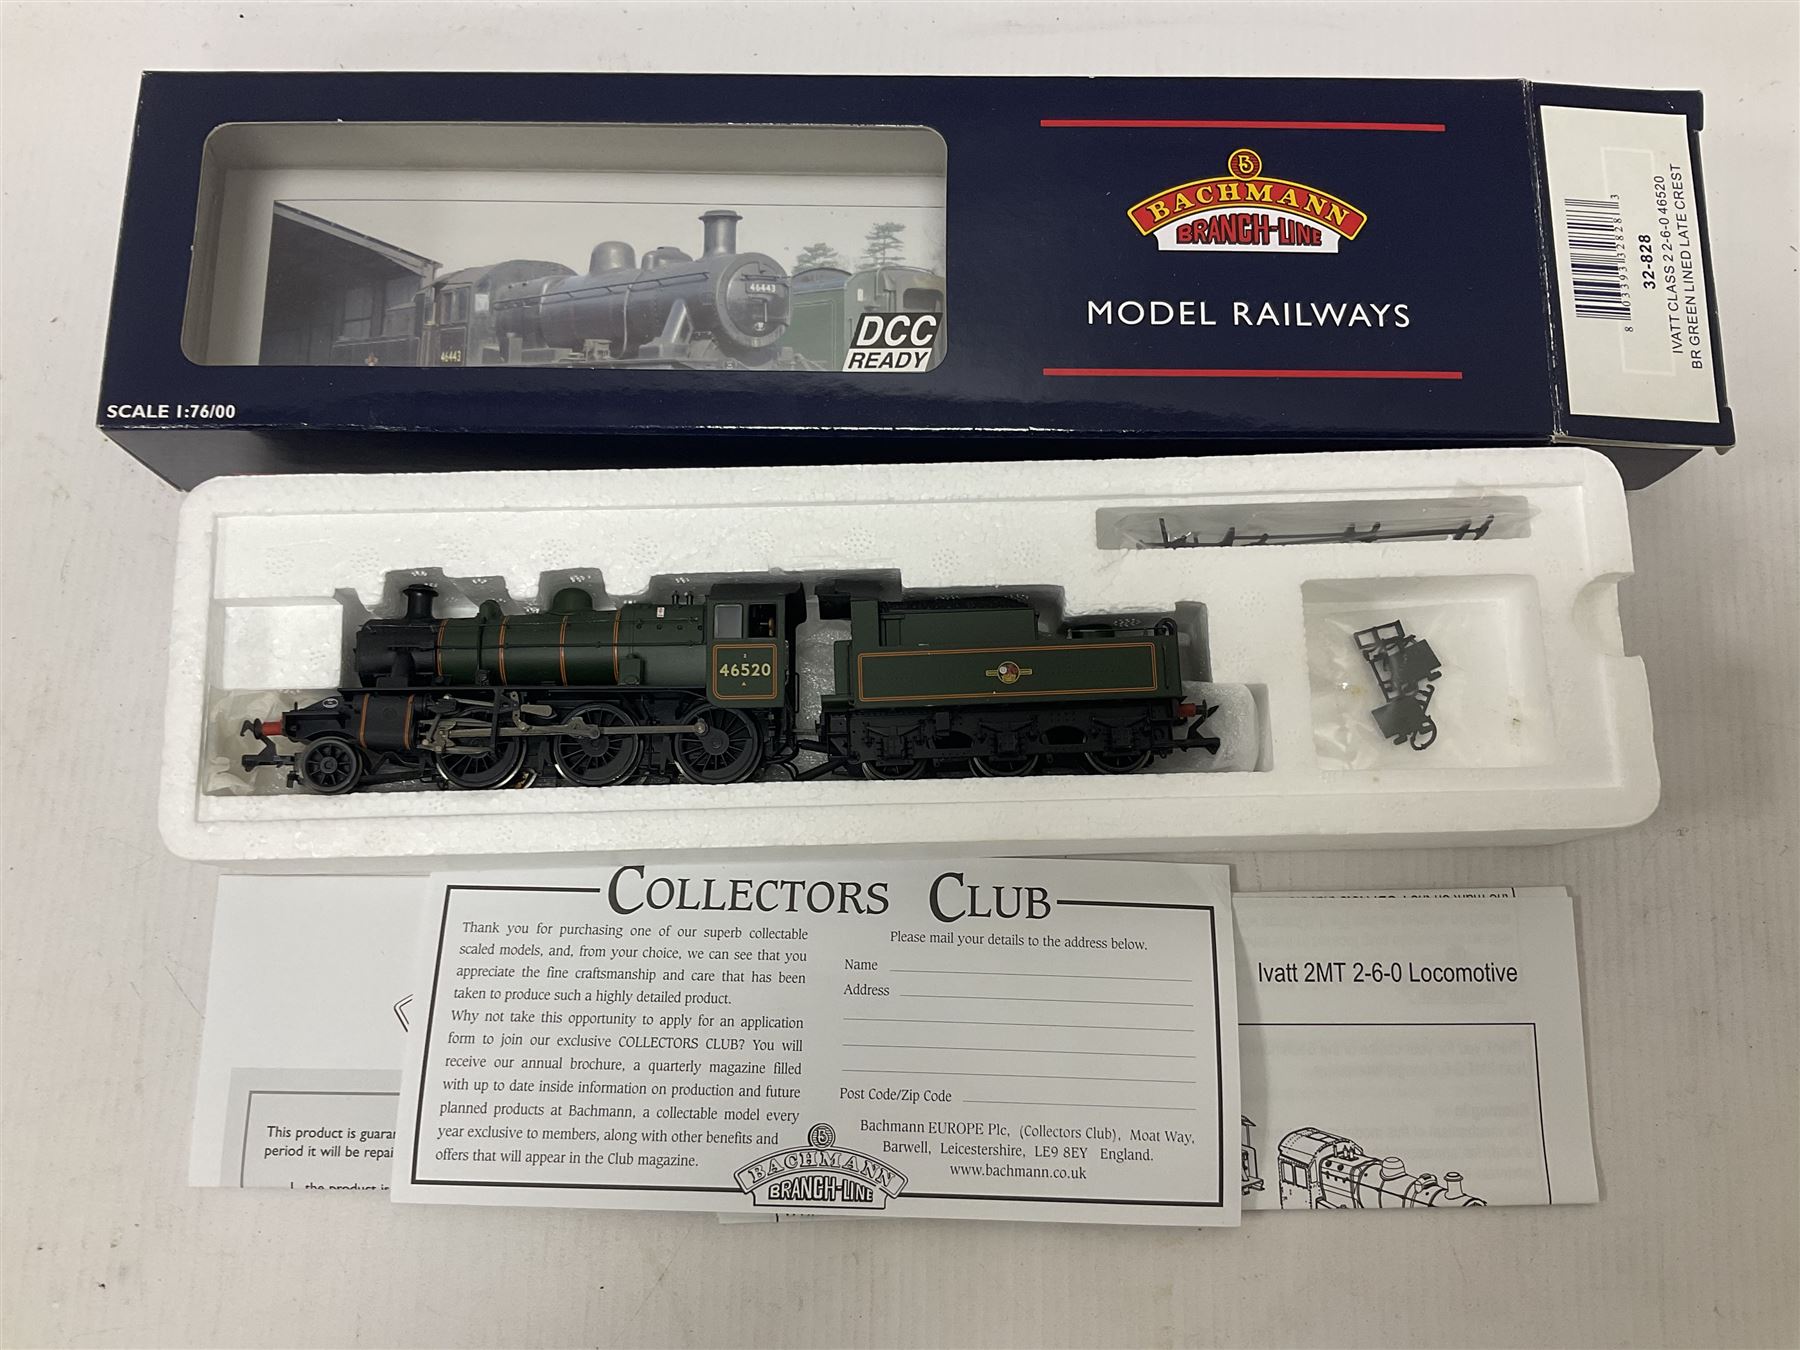 BACHMANN
BRANCH-LINE
MODEL RAILWAYS
46443
46443
DCC
READY
SCALE 1:76/00
32-828
IVATT CLASS 2 2-6-0 46520
BR GREEN LINED LATE CREST
2
46520
A
COLLECTORS CLUB
Thank you for purchasing one of our superb collectable
scaled models, and, from your choice, we can see that you
appreciate the fine craftsmanship and care that has been
taken to produce such a highly detailed product.
Why not take this opportunity to apply for an application
form to join our exclusive COLLECTORS CLUB? You will
receive our annual brochure, a quarterly magazine filled
with up to date inside information on production and future
planned products at Bachmann, a collectable model every
year exclusive to members, along with other benefits and
offers that will appear in the Club magazine.
Please mail your details to the address below.
Name
Address
Post Code/Zip Code
Bachmann EUROPE Plc, (Collectors Club), Moat Way,
Barwell, Leicestershire, LE9 8EY England.
www.bachmann.co.uk
BACHMANN
BRANCH-LINE
This product is guarar
period it will be repai
1. the product is
Ivatt 2MT 2-6-0 Locomotive